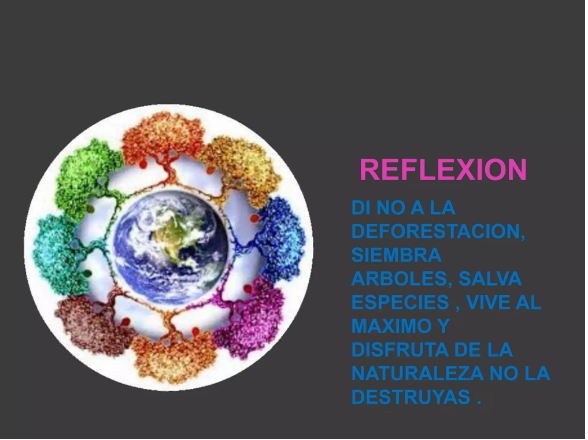 REFLEXION
DI NO A LA
DEFORESTACION,
SIEMBRA
ARBOLES, SALVA
ESPECIES , VIVE AL
MAXIMO Y
DISFRUTA DE LA
NATURALEZA NO LA
DESTRUYAS .